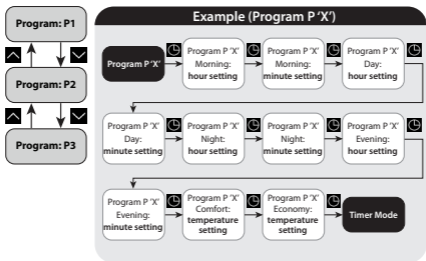 Program: P1
Program: P2
Program: P3
Example (Program P ‘X’)
Program P ‘X’
Program P ‘X’
Morning:
hour setting
Program P ‘X’
Morning:
minute setting
Program P ‘X’
Day:
hour setting
Program P ‘X’
Day:
minute setting
Program P ‘X’
Night:
hour setting
Program P ‘X’
Night:
minute setting
Program P ‘X’
Evening:
hour setting
Program P ‘X’
Evening:
minute setting
Program P ‘X’
Comfort:
temperature
setting
Program P ‘X’
Economy:
temperature
setting
Timer Mode